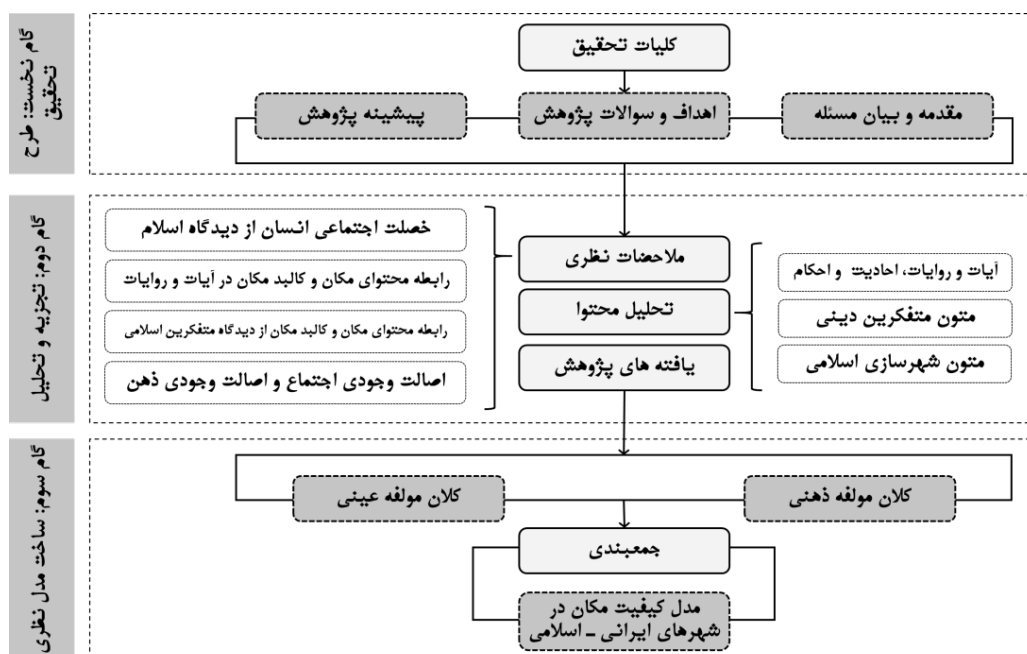 گام نخست: طرح
تحقیق
کلیات تحقیق
مقدمه و بیان مسئله
اهداف و سوالات پژوهش
پیشینه پژوهش
گام دوم: تجزیه و تحلیل
ملاحضات نظری
تحلیل محتوا
یافته های پژوهش
آیات و روایات، احادیث و احکام
متون متفکرین دینی
متون شهرسازی اسلامی
خصلت اجتماعی انسان از دیدگاه اسلام
رابطه محتوای مکان و کالبد مکان در آیات و روایات
رابطه محتوای مکان و کالبد مکان از دیدگاه متفکرین اسلامی
اصالت وجودی اجتماع و اصالت وجودی ذهن
گام سوم: ساخت مدل نظری
کلان مولفه ذهنی
کلان مولفه عینی
جمعبندی
مدل کیفیت مکان در
شهرهای ایرانی ـ اسلامی